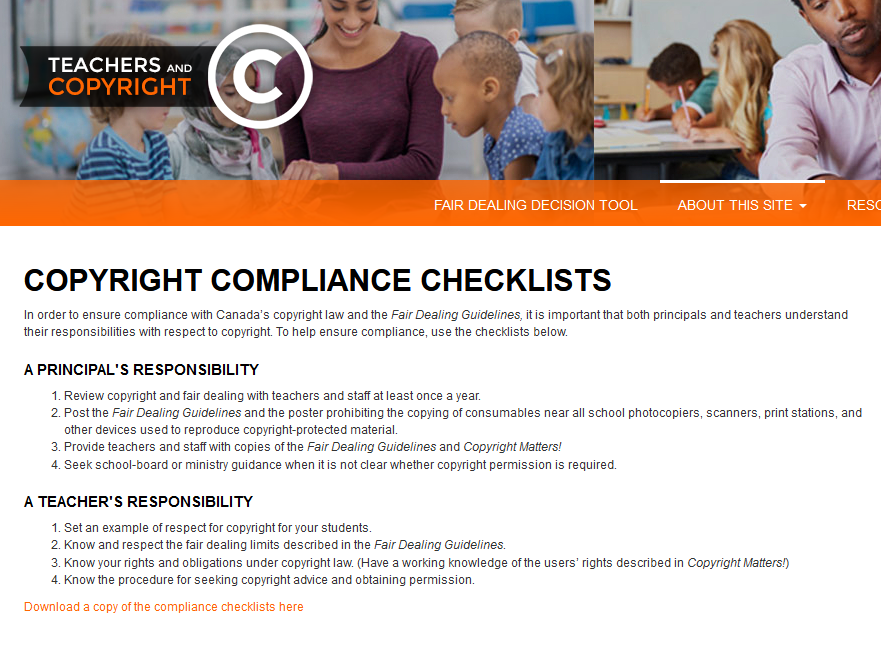 TEACHERS AND
COPYRIGHT
C
FAIR DEALING DECISION TOOL
ABOUT THIS SITE
COPYRIGHT COMPLIANCE CHECKLISTS
In order to ensure compliance with Canada's copyright law and the Fair Dealing Guidelines, it is important that both principals and teachers understand
their responsibilities with respect to copyright. To help ensure compliance, use the checklists below.
A PRINCIPAL'S RESPONSIBILITY
1. Review copyright and fair dealing with teachers and staff at least once a year.
2. Post the Fair Dealing Guidelines and the poster prohibiting the copying of consumables near all school photocopiers, scanners, print stations, and
other devices used to reproduce copyright-protected material.
3. Provide teachers and staff with copies of the Fair Dealing Guidelines and Copyright Matters!
4. Seek school-board or ministry guidance when it is not clear whether copyright permission is required.
A TEACHER'S RESPONSIBILITY
1. Set an example of respect for copyright for your students.
2. Know and respect the fair dealing limits described in the Fair Dealing Guidelines.
3. Know your rights and obligations under copyright law. (Have a working knowledge of the users' rights described in Copyright Matters!)
4. Know the procedure for seeking copyright advice and obtaining permission.
Download a copy of the compliance checklists here